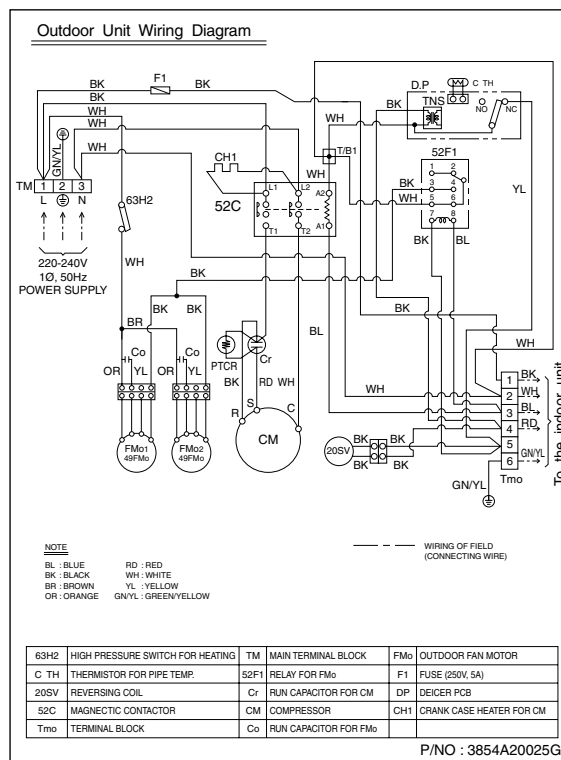 Outdoor Unit Wiring Diagram
F1
BK
BK
BK
WH
WH
WH
GN/YL
TM 1 2 3
L N
220-240V
1Ø, 50Hz
POWER SUPPLY
63H2
WH
CH1
52C
L1 L2 A2
T1 T2 A1
WH
WH
T/B1
D.P
C TH
TNS
NO NC
BK
52F1
1 2
3 4
5 6
7 8
BK
WH
BK BL
YL
BK
BK BK
BR
Co Co
OR YL OR YL
FMo1
49FMo
FMo2
49FMo
PTCR
Cr
BK RD WH
R S C
CM
BL
BK
WH
WH
20SV
BK BK
BK BK
1 BK
2 WH
3 BL
4 RD
5
6 GN/YL
Tmo
GN/YL
To the indoor unit
NOTE
BL : BLUE RD : RED
BK : BLACK WH : WHITE
BR : BROWN YL : YELLOW
OR : ORANGE GN/YL : GREEN/YELLOW
WIRING OF FIELD
(CONNECTING WIRE)
63H2 HIGH PRESSURE SWITCH FOR HEATING TM MAIN TERMINAL BLOCK FMo OUTDOOR FAN MOTOR
C TH THERMISTOR FOR PIPE TEMP. 52F1 RELAY FOR FMo F1 FUSE (250V, 5A)
20SV REVERSING COIL Cr RUN CAPACITOR FOR CM DP DEICER PCB
52C MAGNECTIC CONTACTOR CM COMPRESSOR CH1 CRANK CASE HEATER FOR CM
Tmo TERMINAL BLOCK Co RUN CAPACITOR FOR FMo
P/NO : 3854A20025G